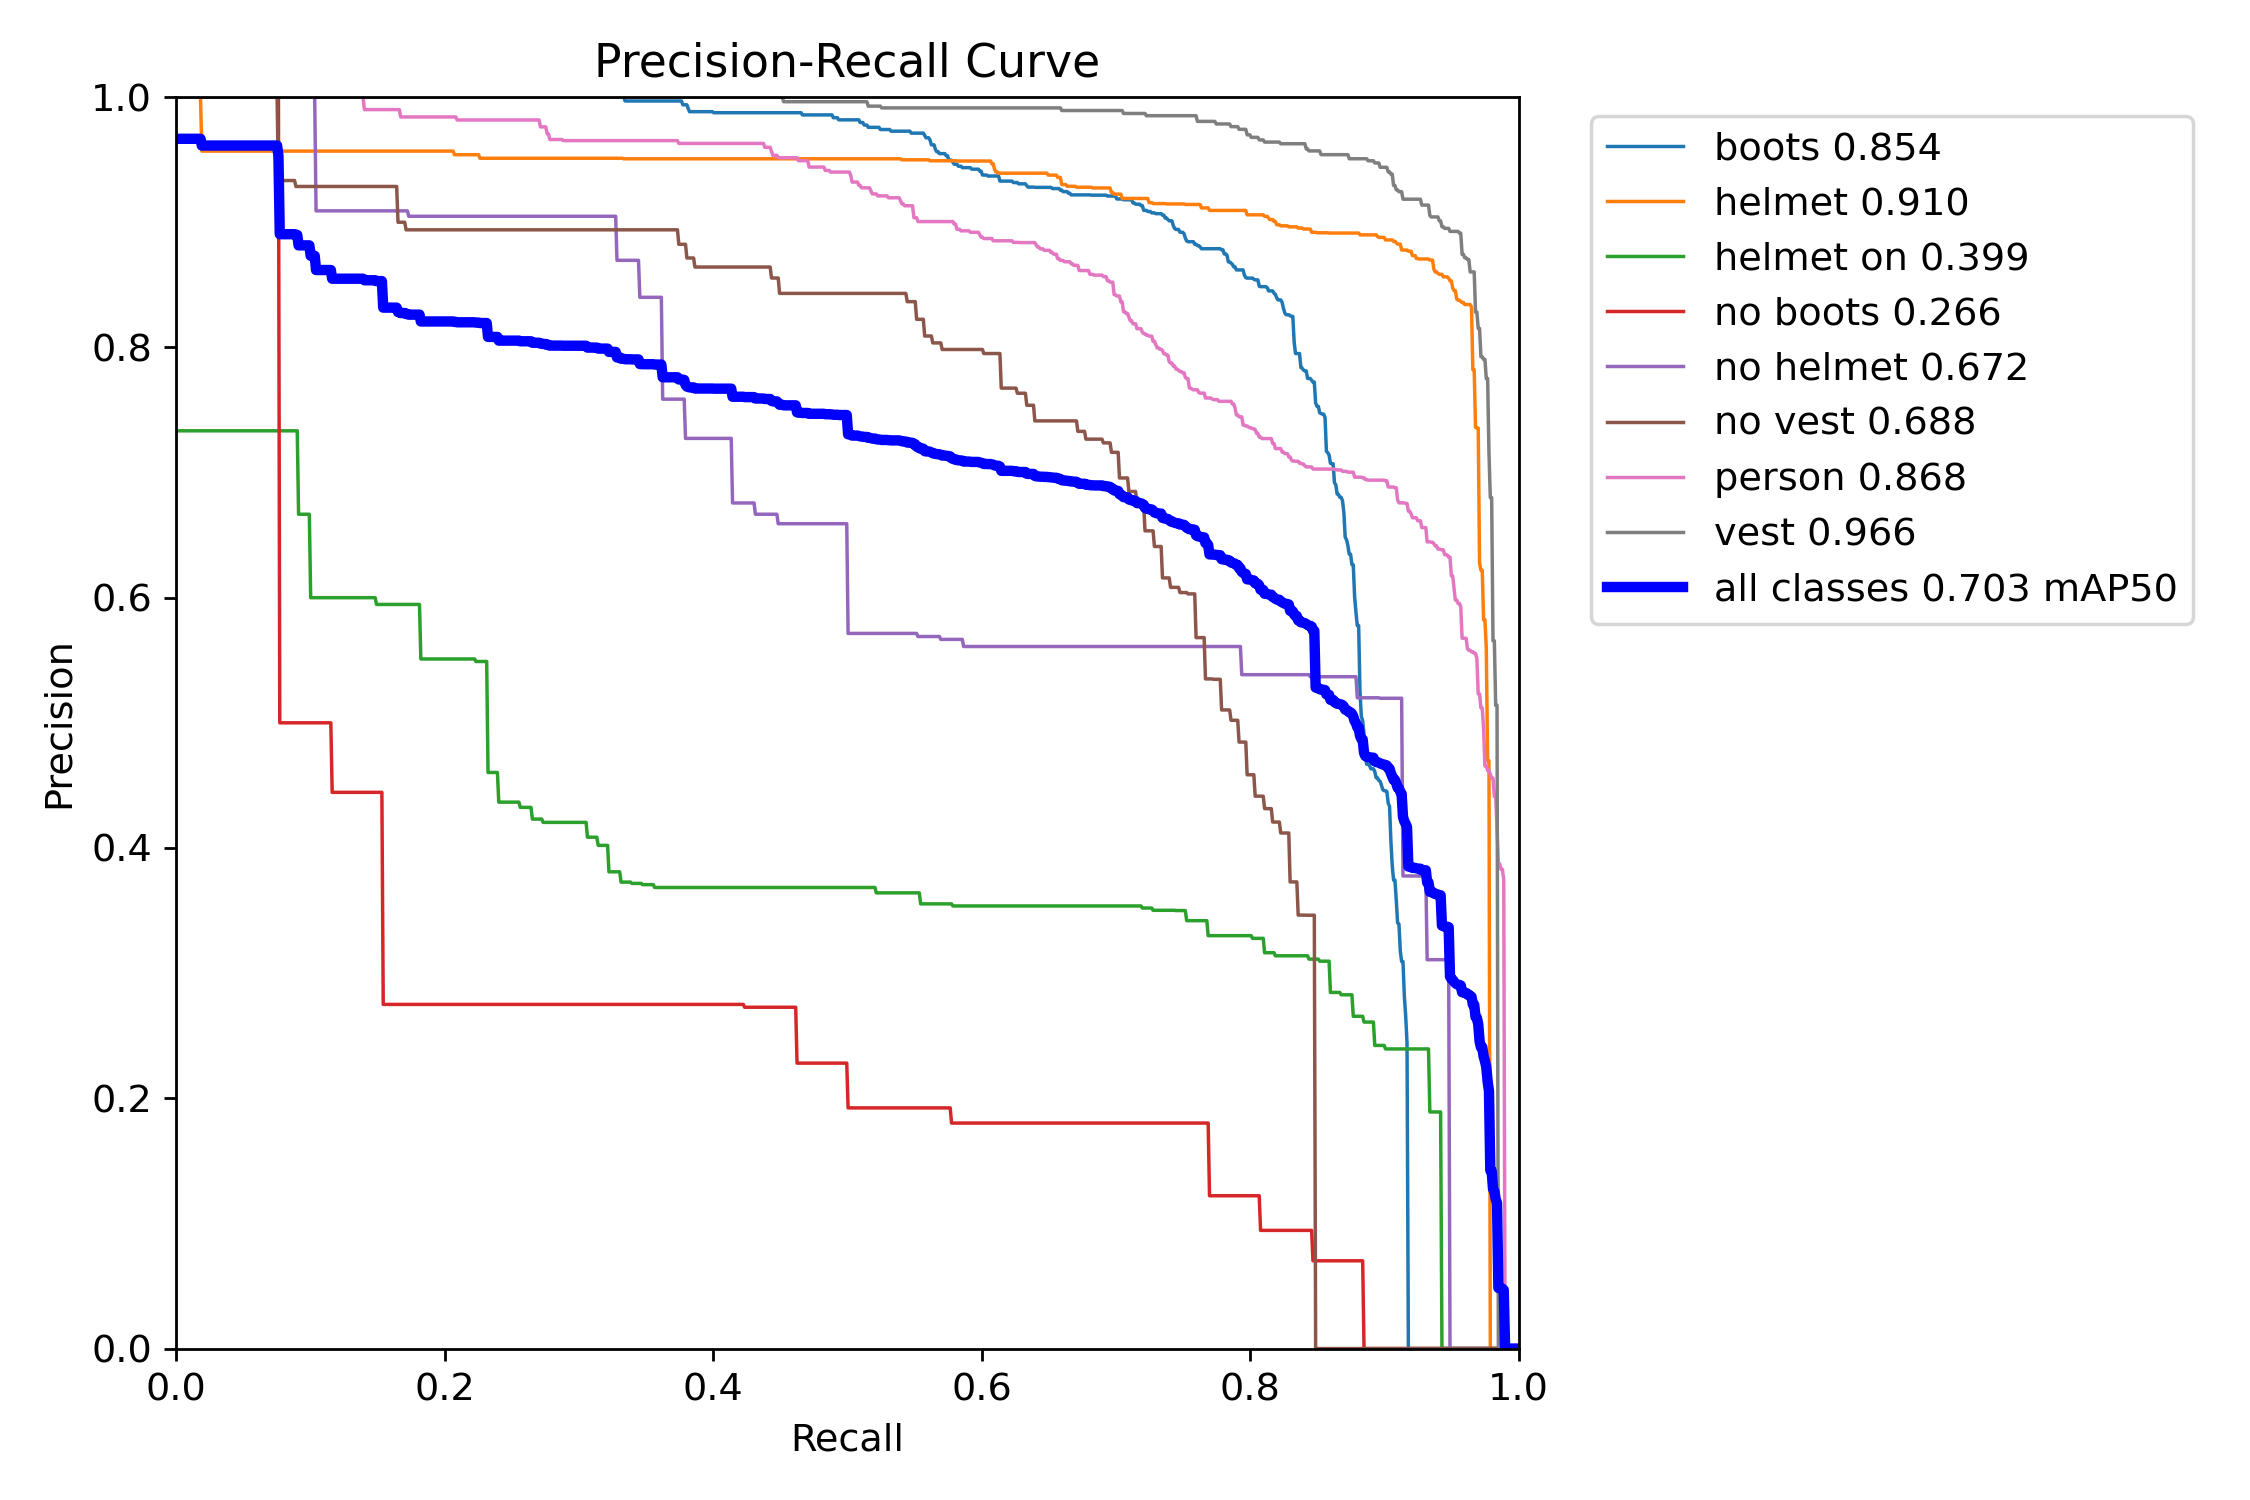 Precision-Recall Curve
1.0
0.8
0.6
0.4
0.2
0.0
Precision
0.0 0.2 0.4 0.6 0.8 1.0
Recall
boots 0.854
helmet 0.910
helmet on 0.399
no boots 0.266
no helmet 0.672
no vest 0.688
person 0.868
vest 0.966
all classes 0.703 mAP50